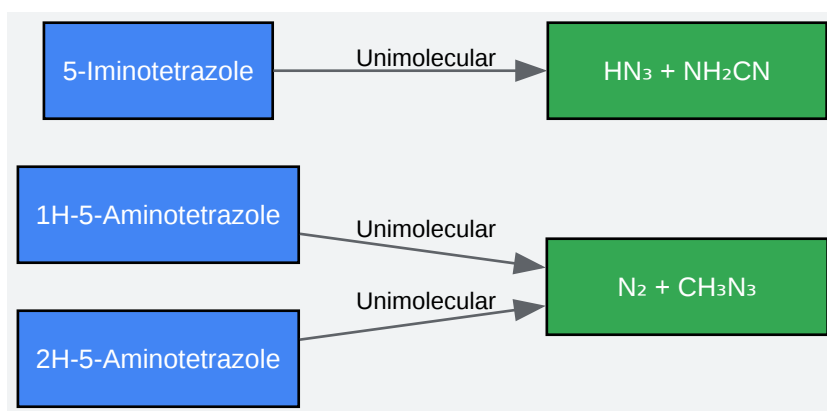 5-Iminotetrazole
Unimolecular
HN₃ + NH₂CN
1H-5-Aminotetrazole
Unimolecular
N₂ + CH₃N₃
Unimolecular
2H-5-Aminotetrazole